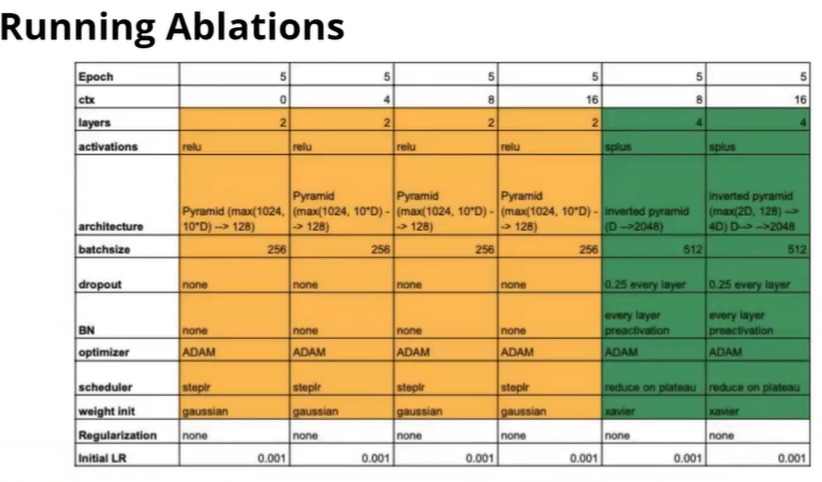 Running Ablations
Epoch 5 5 5 5 5 5
ctx 0 4 8 16 8 16
layers 2 2 2 2 4 4
activations relu relu relu relu splus splus
architecture Pyramid (max(1024, 10*D) --> 128) Pyramid (max(1024, 10*D) --> 128) Pyramid (max(1024, 10*D) --> 128) Pyramid (max(1024, 10*D) --> 128) inverted pyramid (D -->2048) inverted pyramid (max(2D, 128) --> 4D) D--> -->2048
batchsize 256 256 256 256 512 512
dropout none none none none 0.25 every layer 0.25 every layer
BN none none none none every layer preactivation every layer preactivation
optimizer ADAM ADAM ADAM ADAM ADAM ADAM
scheduler steplr steplr steplr steplr reduce on plateau reduce on plateau
weight init gaussian gaussian gaussian gaussian xavier xavier
Regularization none none none none none none
Initial LR 0.001 0.001 0.001 0.001 0.001 0.001